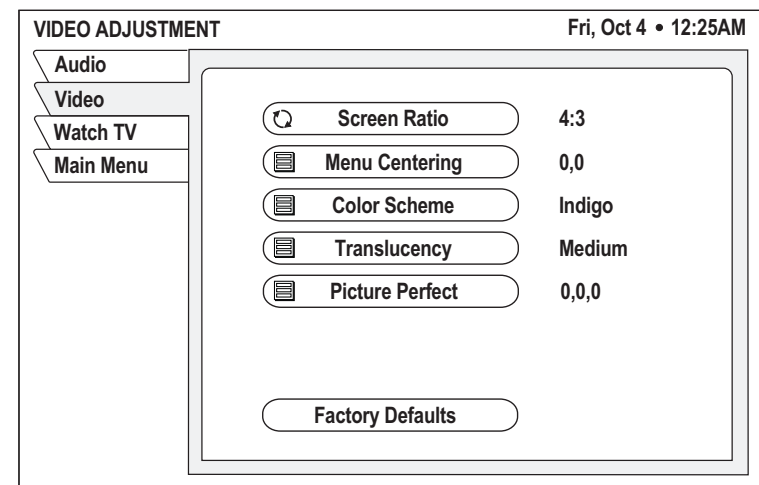 VIDEO ADJUSTMENT
Fri, Oct 4 • 12:25AM
Audio
Video
Watch TV
Main Menu
Screen Ratio 4:3
Menu Centering 0,0
Color Scheme Indigo
Translucency Medium
Picture Perfect 0,0,0
Factory Defaults